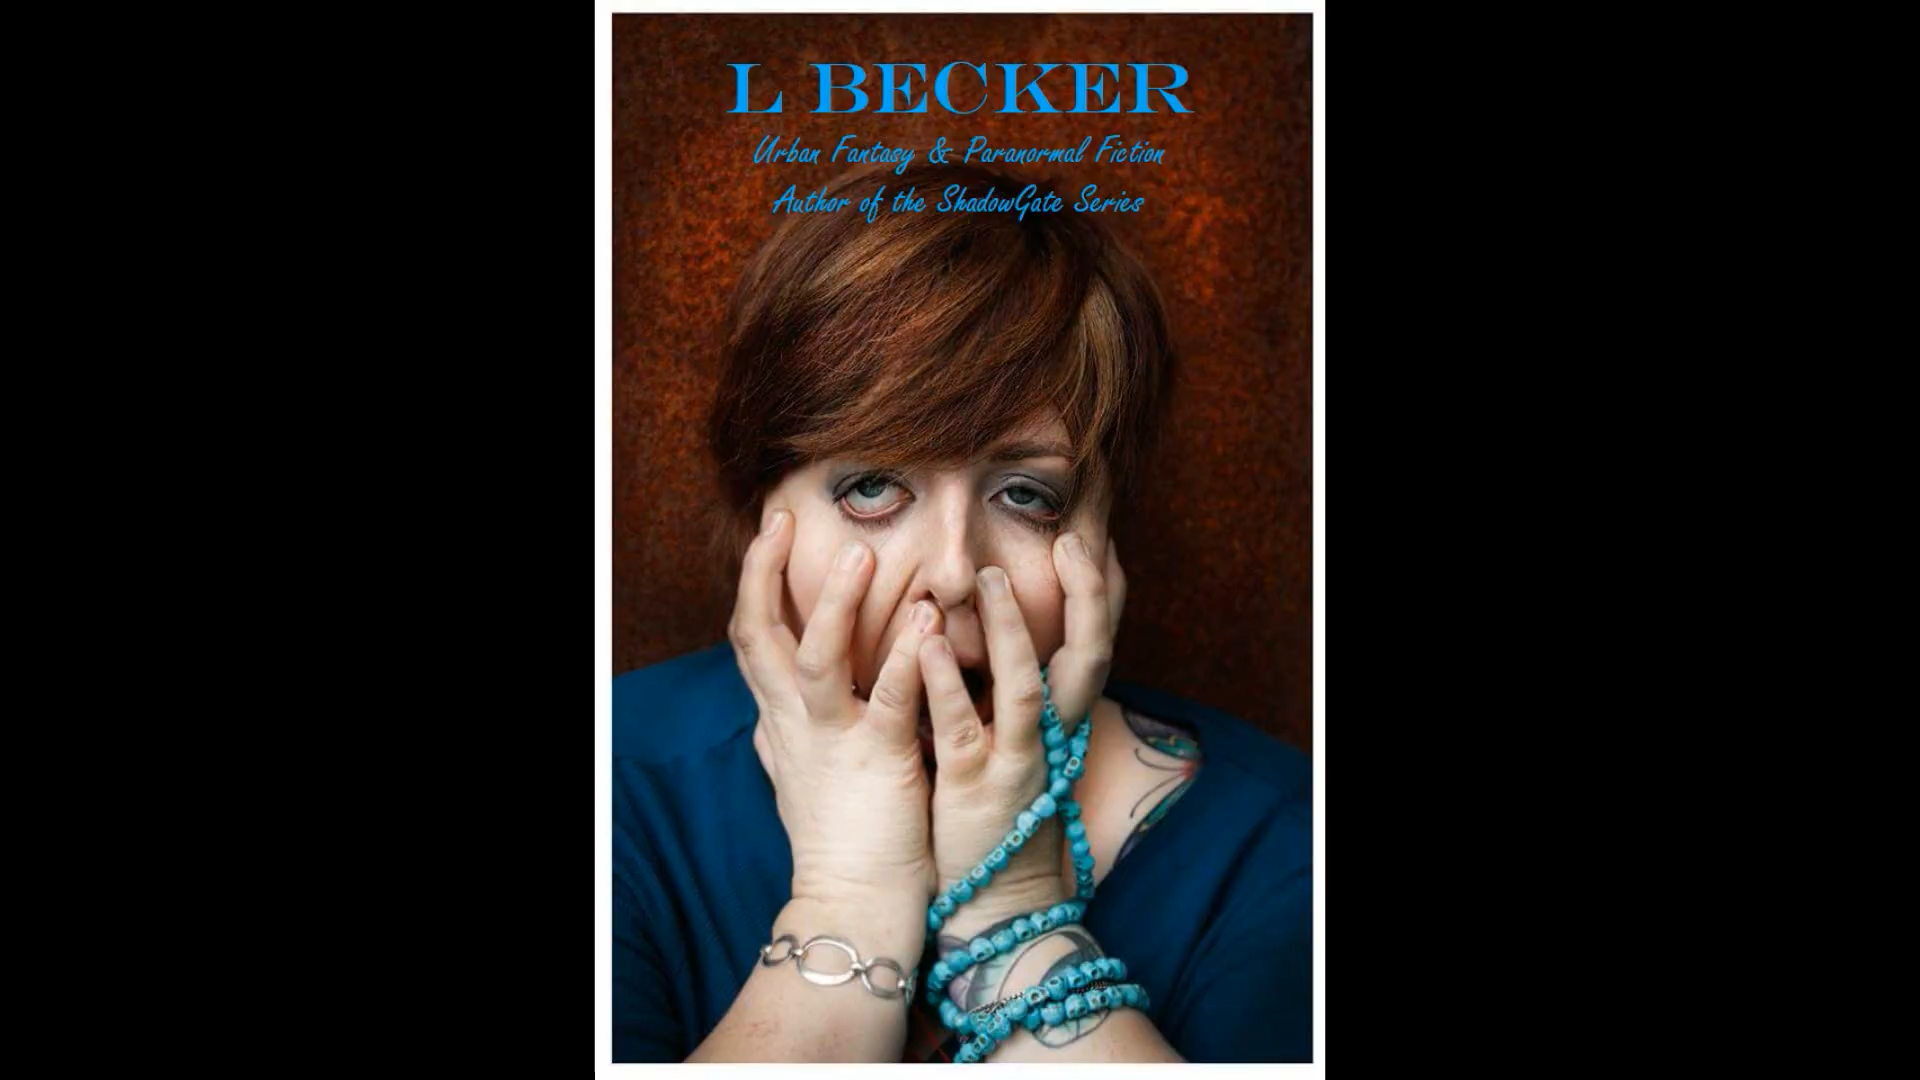 L BECKER
Urban Fantasy & Paranormal Fiction
Author of the ShadowGate Series